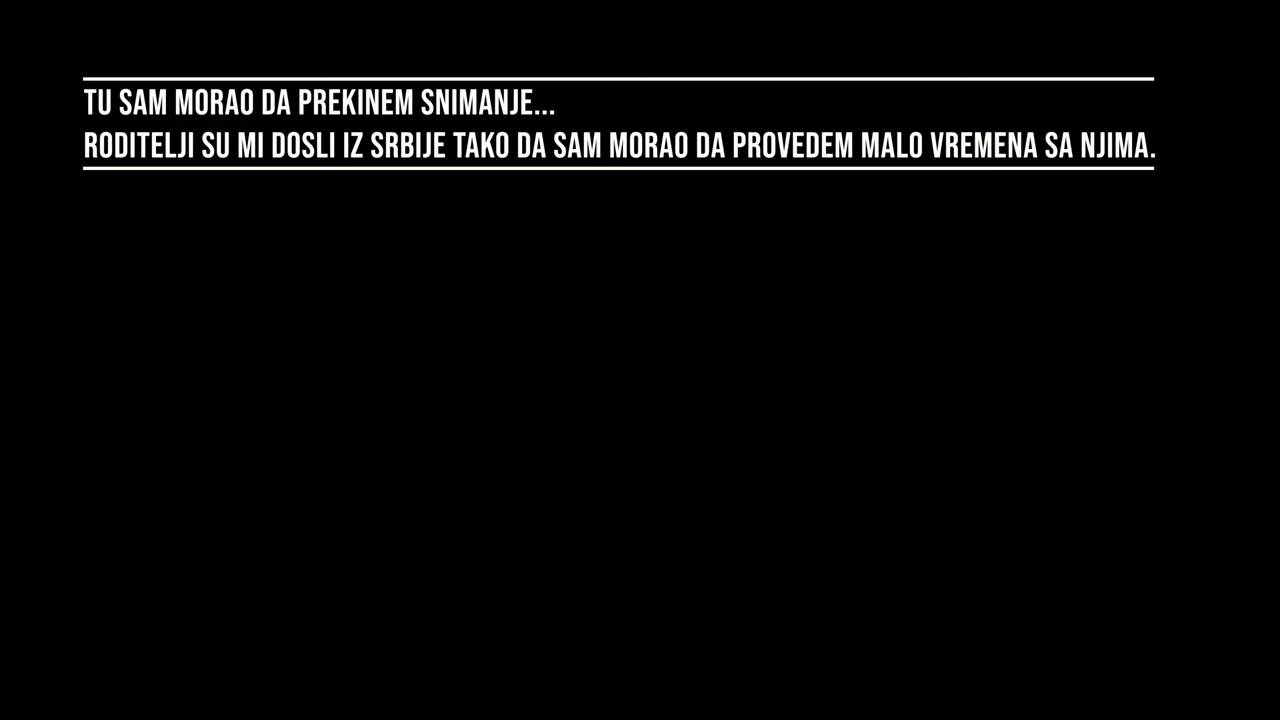 TU SAM MORAO DA PREKINEM SNIMANJE...
RODITELJI SU MI DOSLI IZ SRBIJE TAKO DA SAM MORAO DA PROVEDEM MALO VREMENA SA NJIMA.